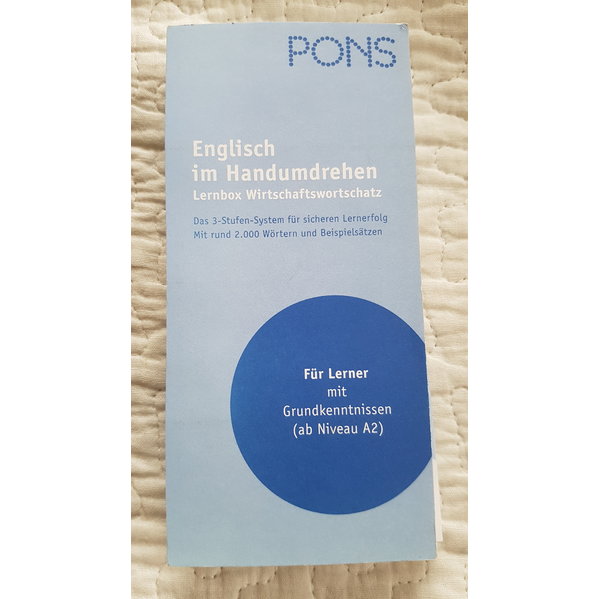 PONS
Englisch
im Handumdrehen
Lernbox Wirtschaftswortschatz
Das 3-Stufen-System für sicheren Lernerfolg
Mit rund 2.000 Wörtern und Beispielsätzen
Für Lerner
mit
Grundkenntnissen
(ab Niveau A2)